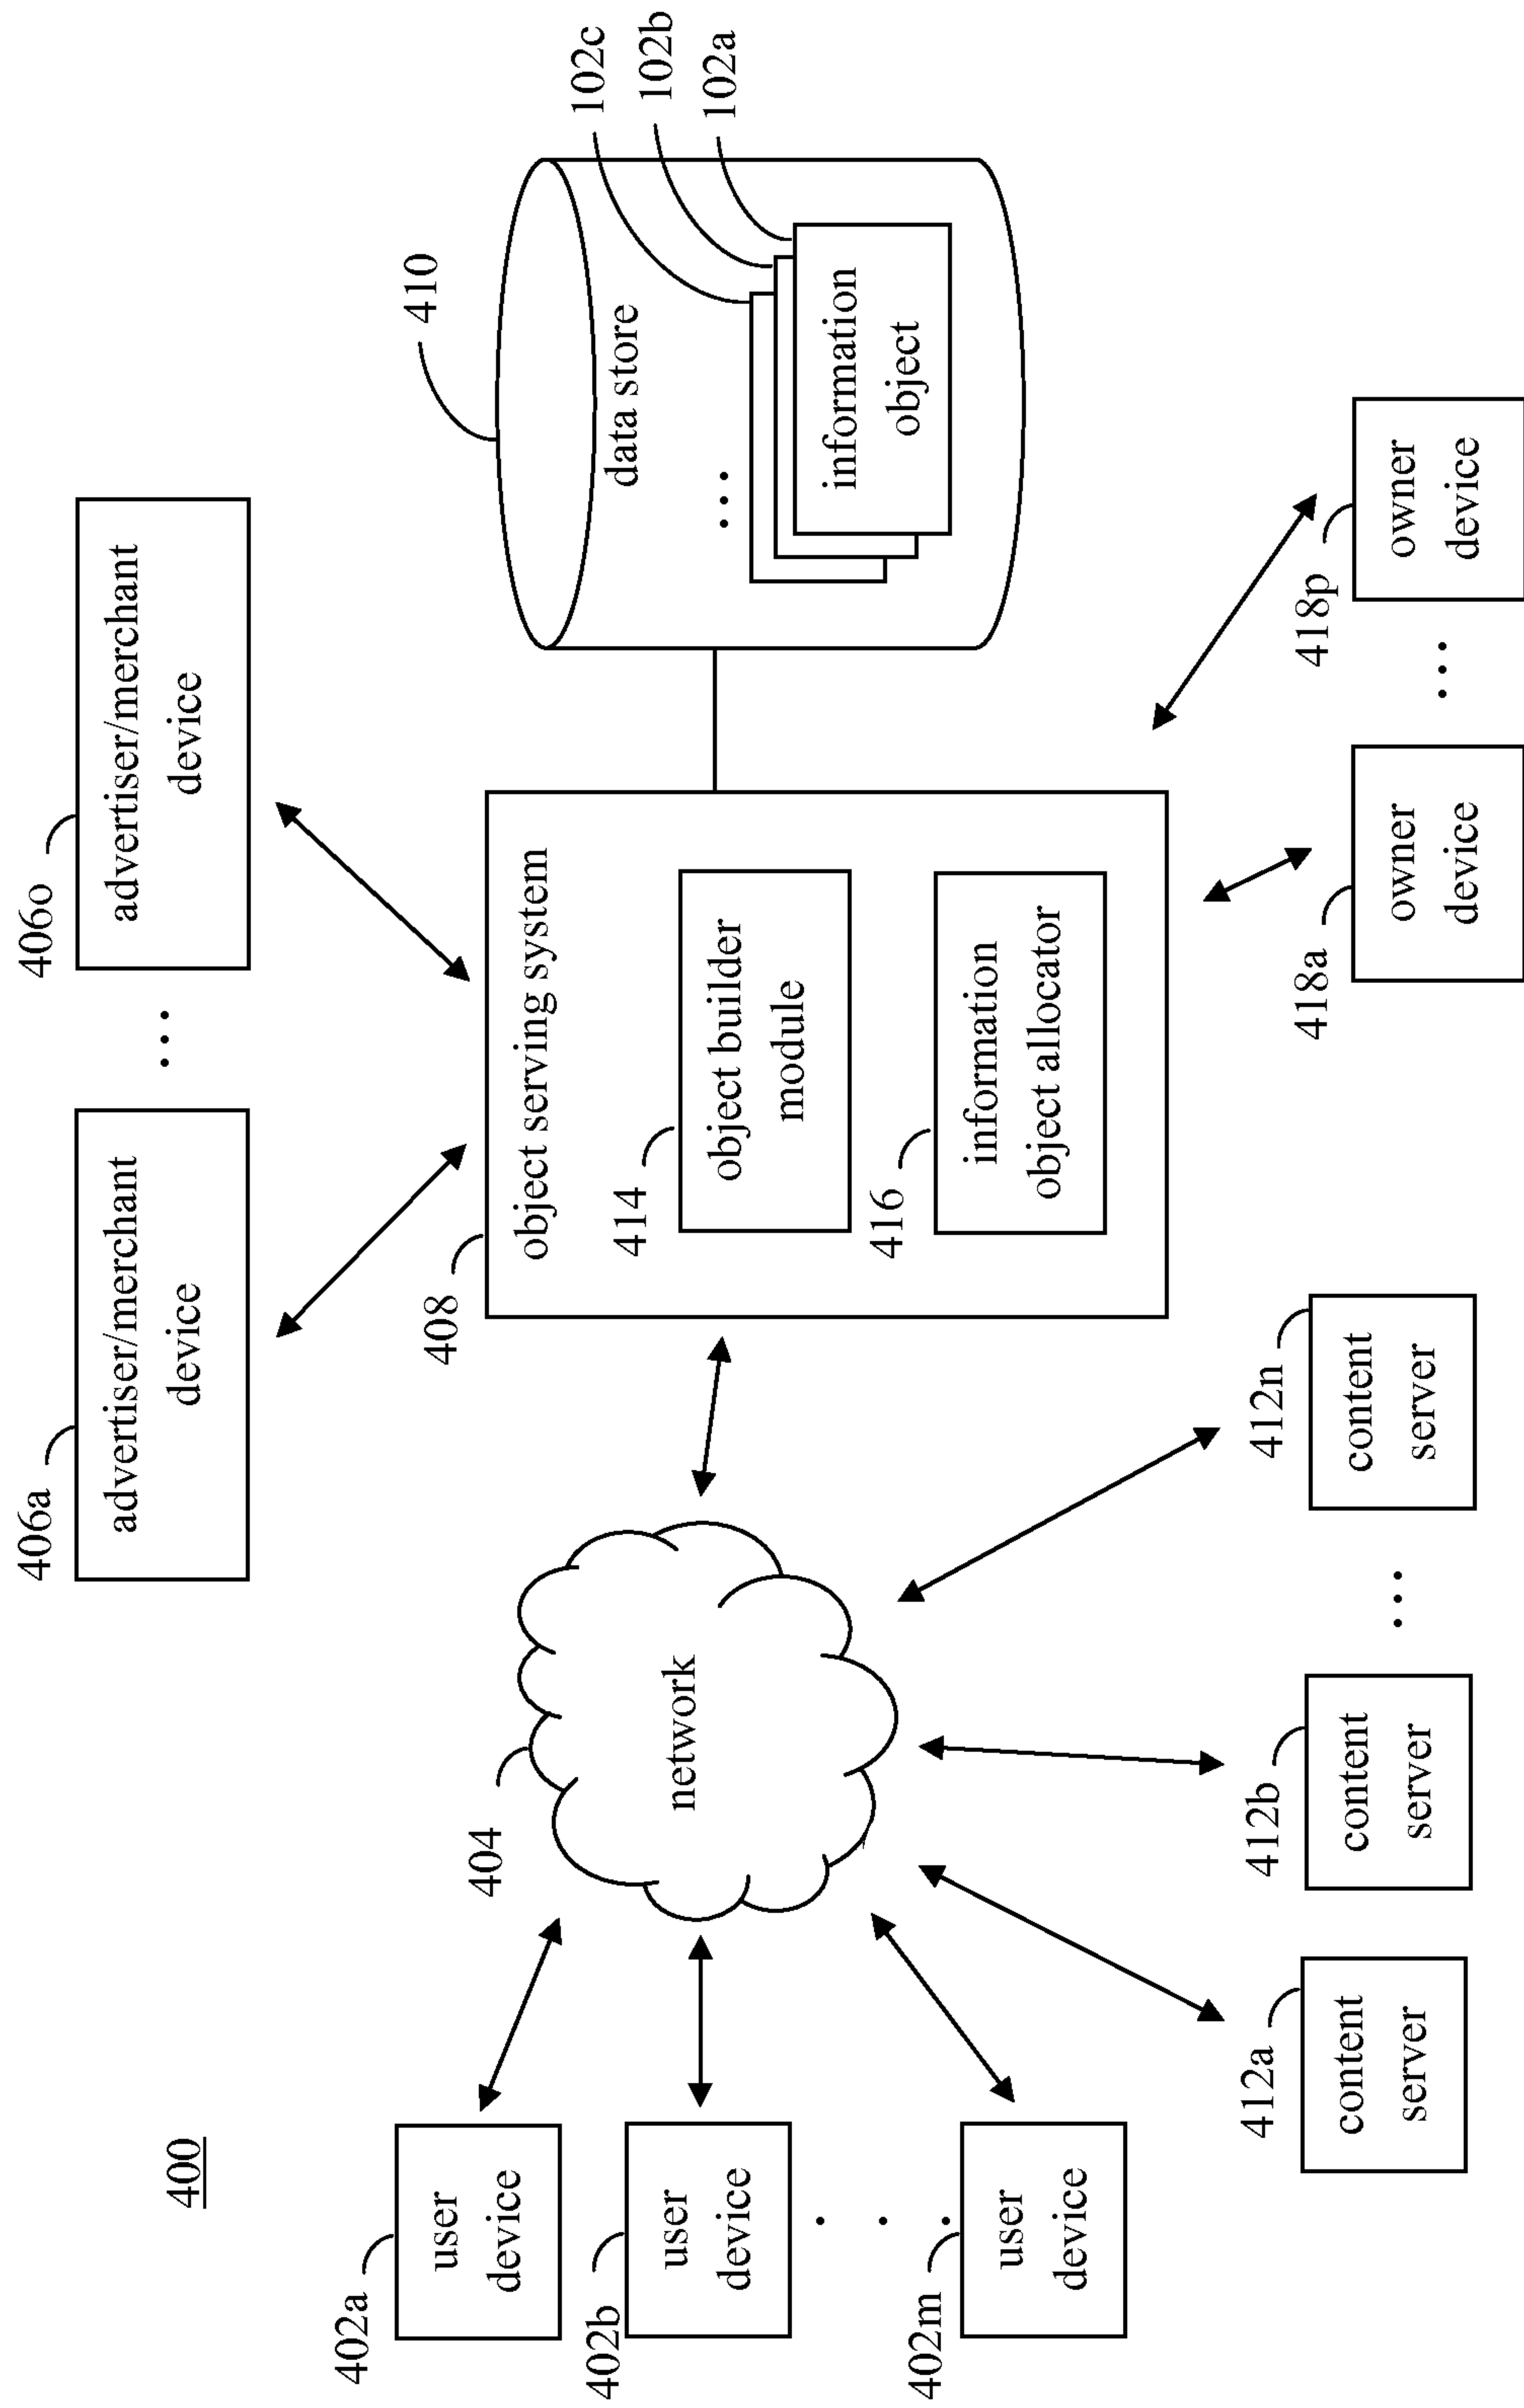 400
406a
advertiser/merchant
device
...
406o
advertiser/merchant
device
402a
user
device
402b
user
device
. . .
402m
user
device
404
network
408
object serving system
414
object builder
module
416
information
object allocator
410
data store
...
information
object
102c
102b
102a
412a
content
server
412b
content
server
...
412n
content
server
418a
owner
device
...
418p
owner
device